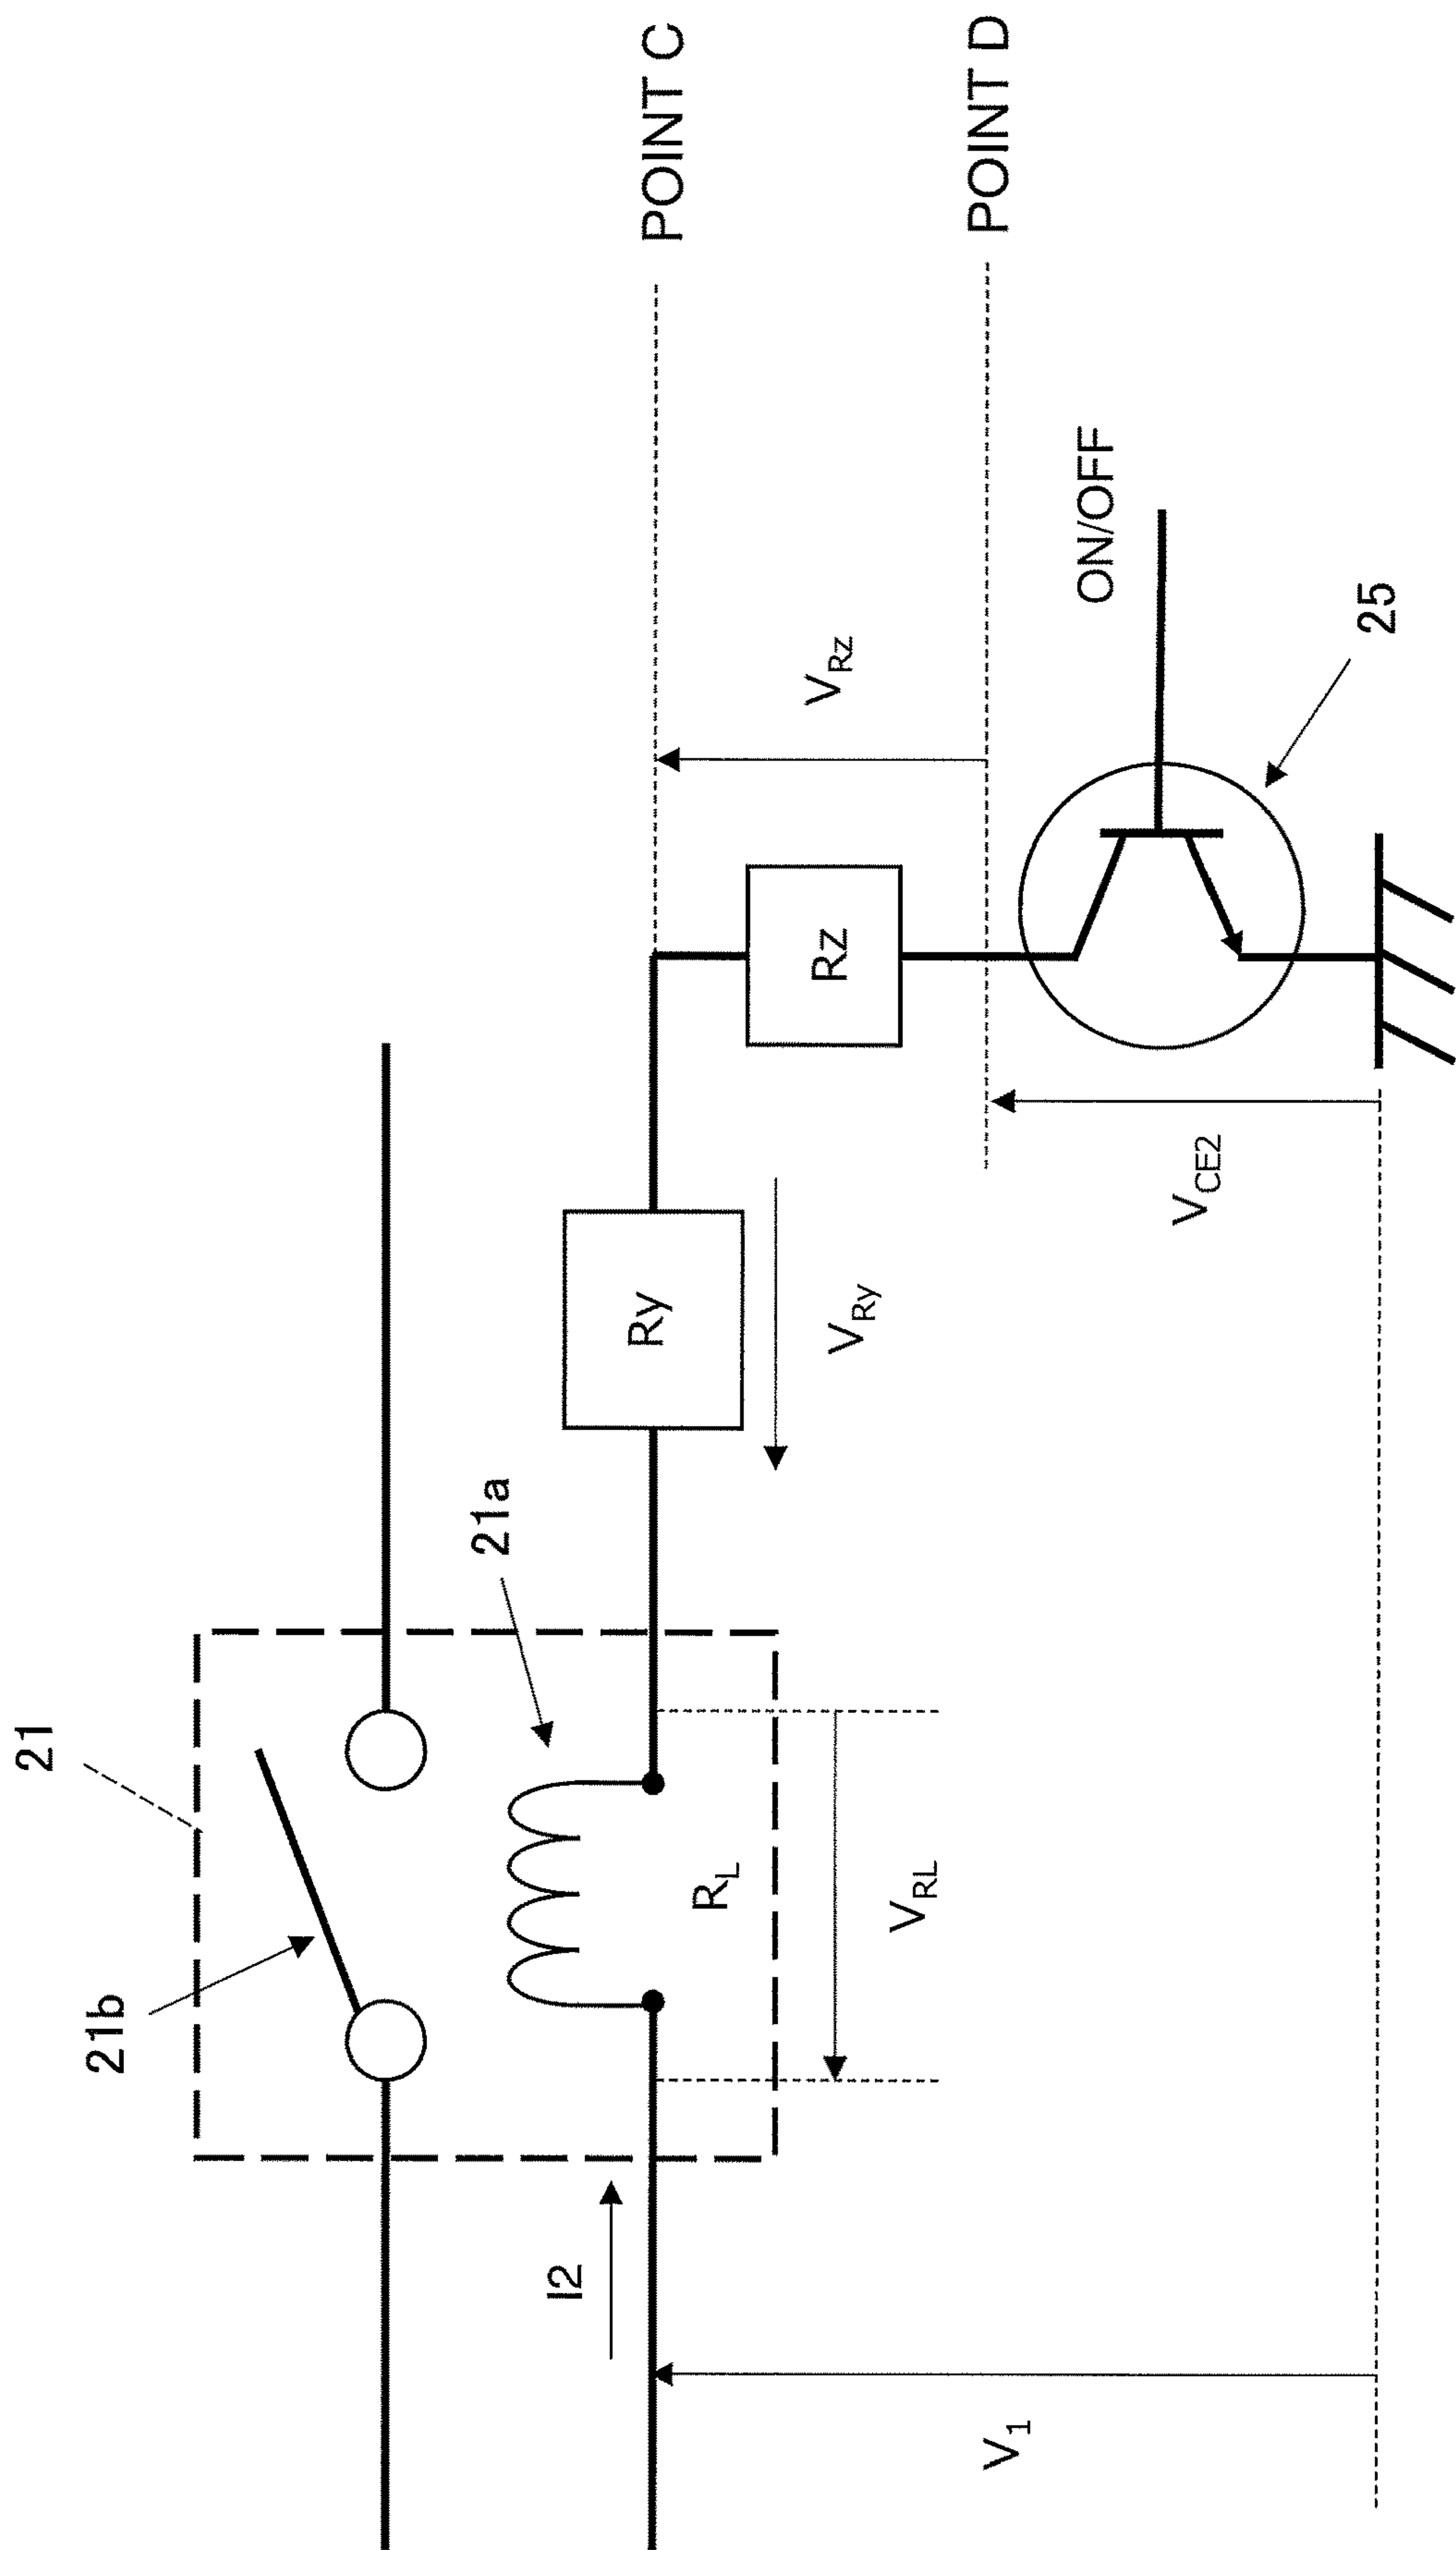 21
21b
21a
R_L
I2
V_RL
V_1
Ry
V_Ry
Rz
V_Rz
V_CE2
POINT C
POINT D
ON/OFF
25